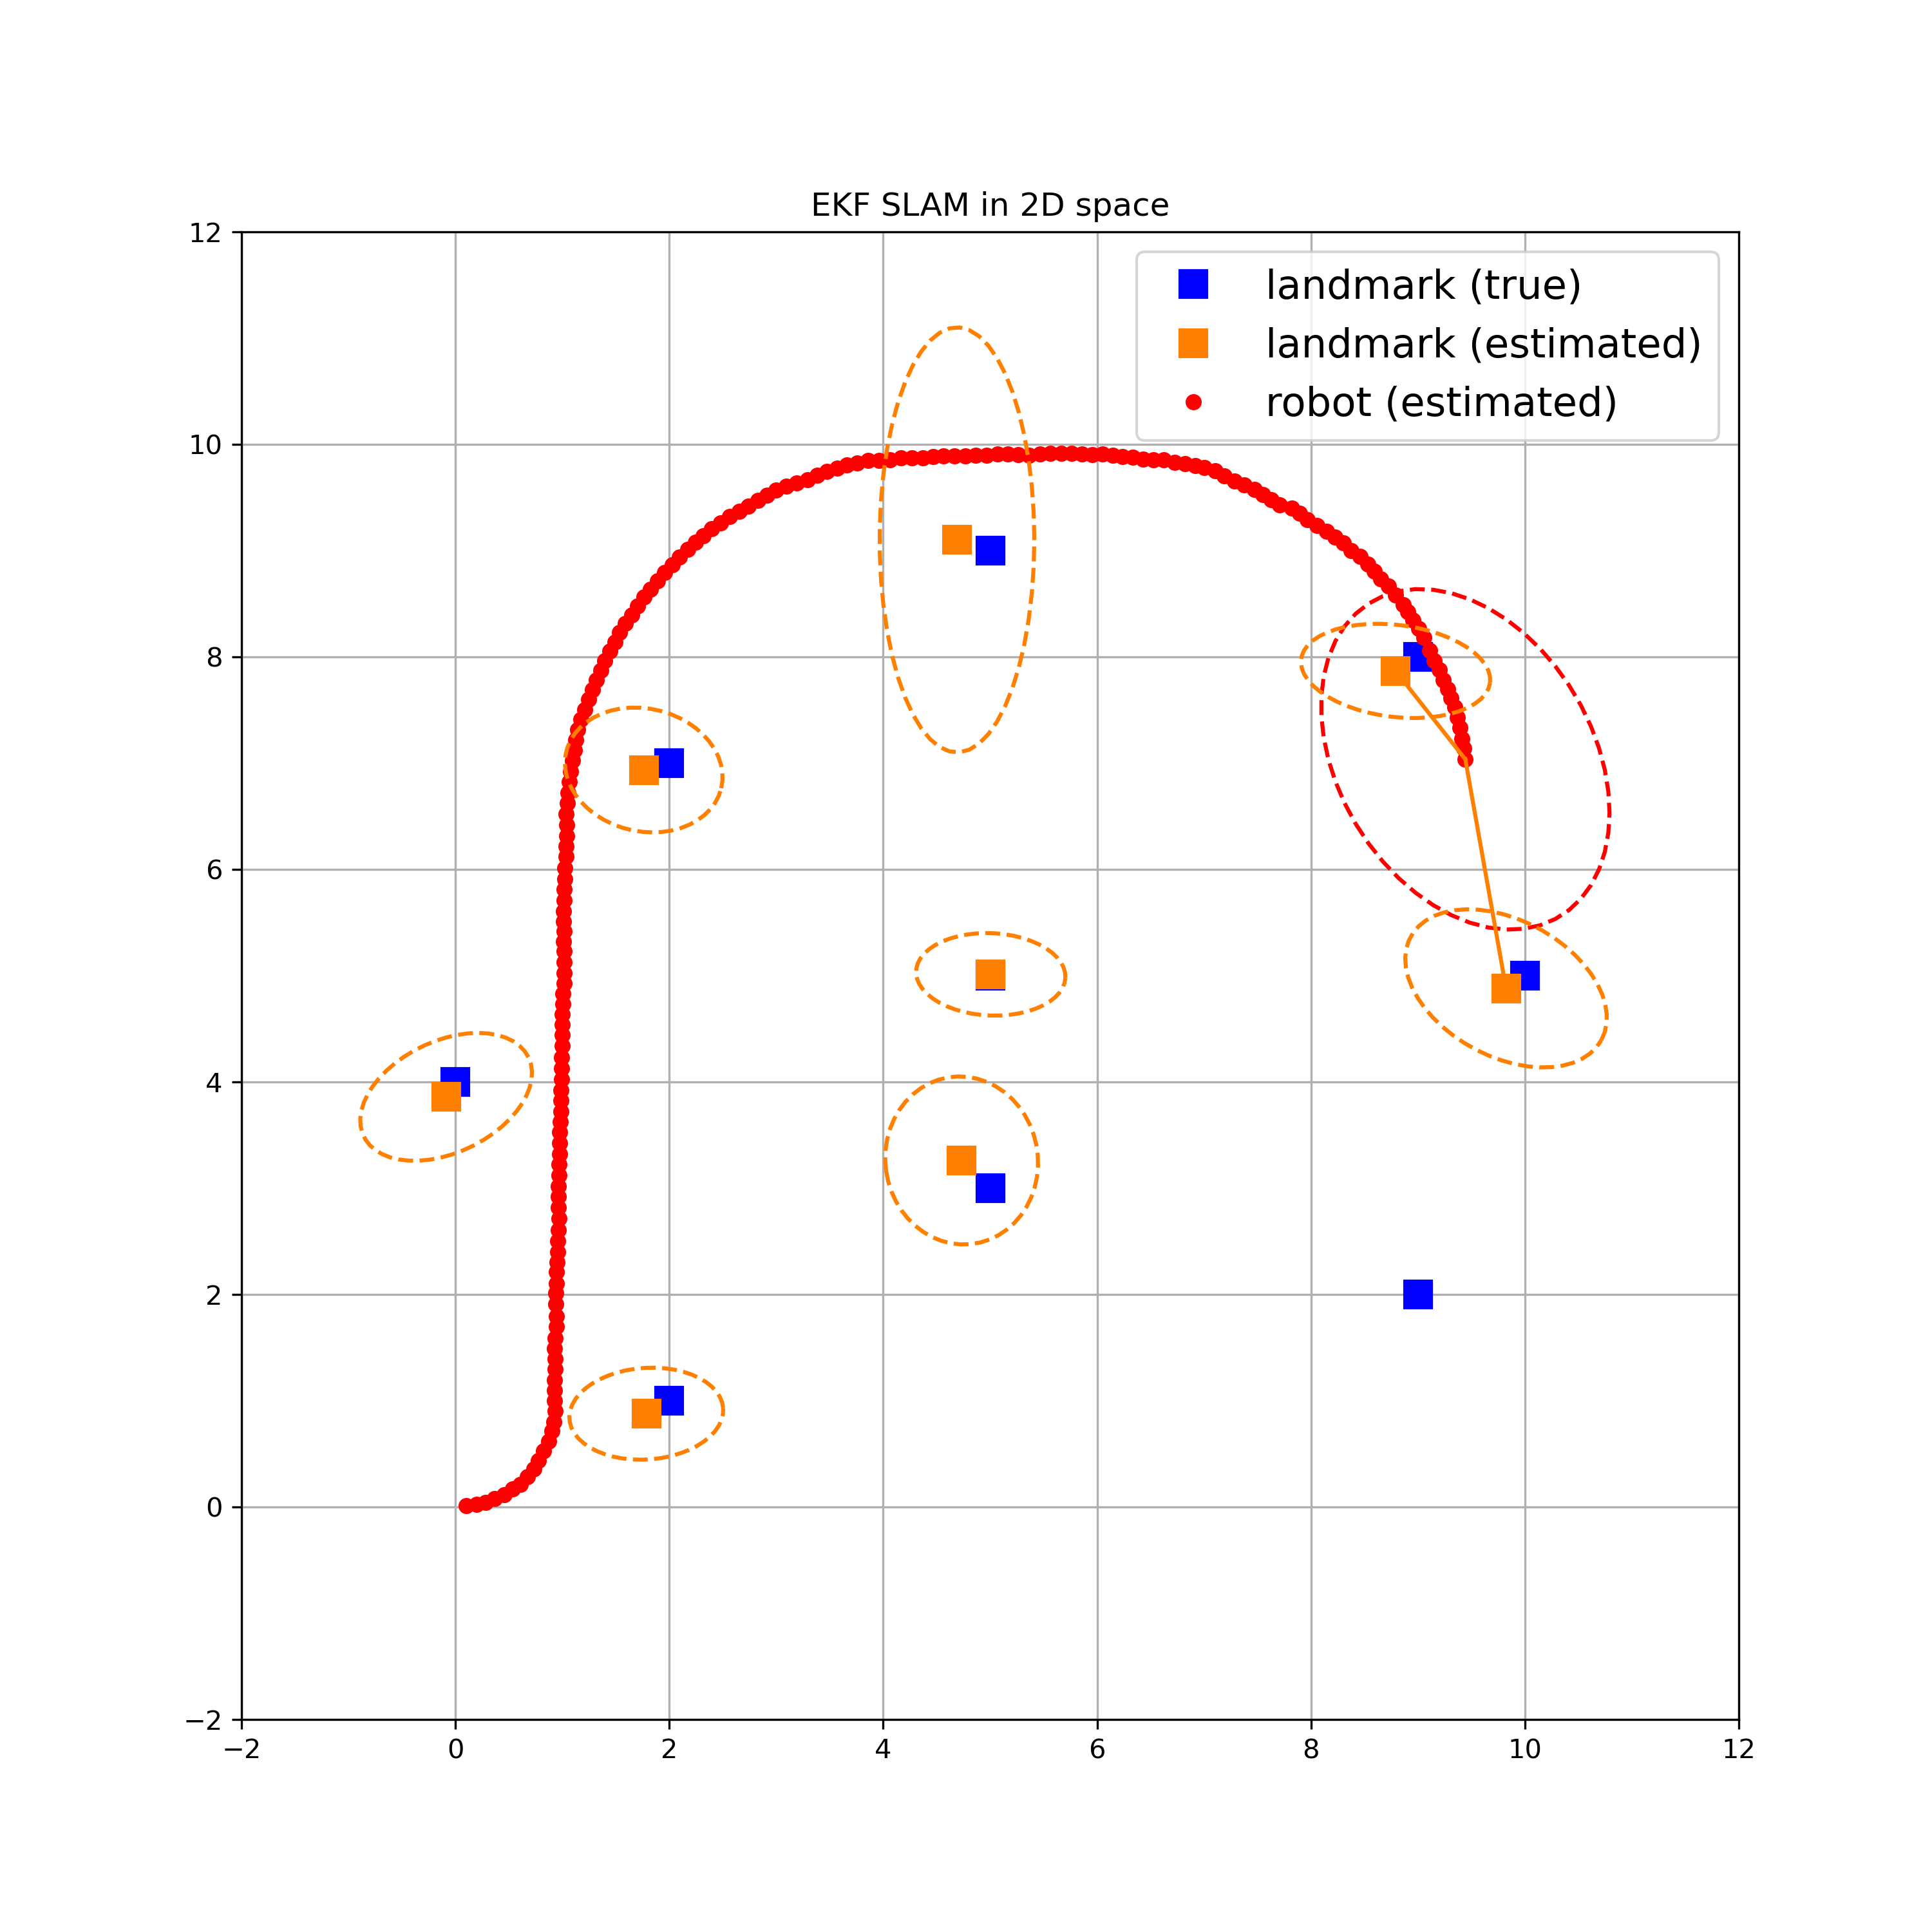 EKF SLAM in 2D space
12
10
8
6
4
2
0
−2
−2 0 2 4 6 8 10 12
landmark (true)
landmark (estimated)
robot (estimated)